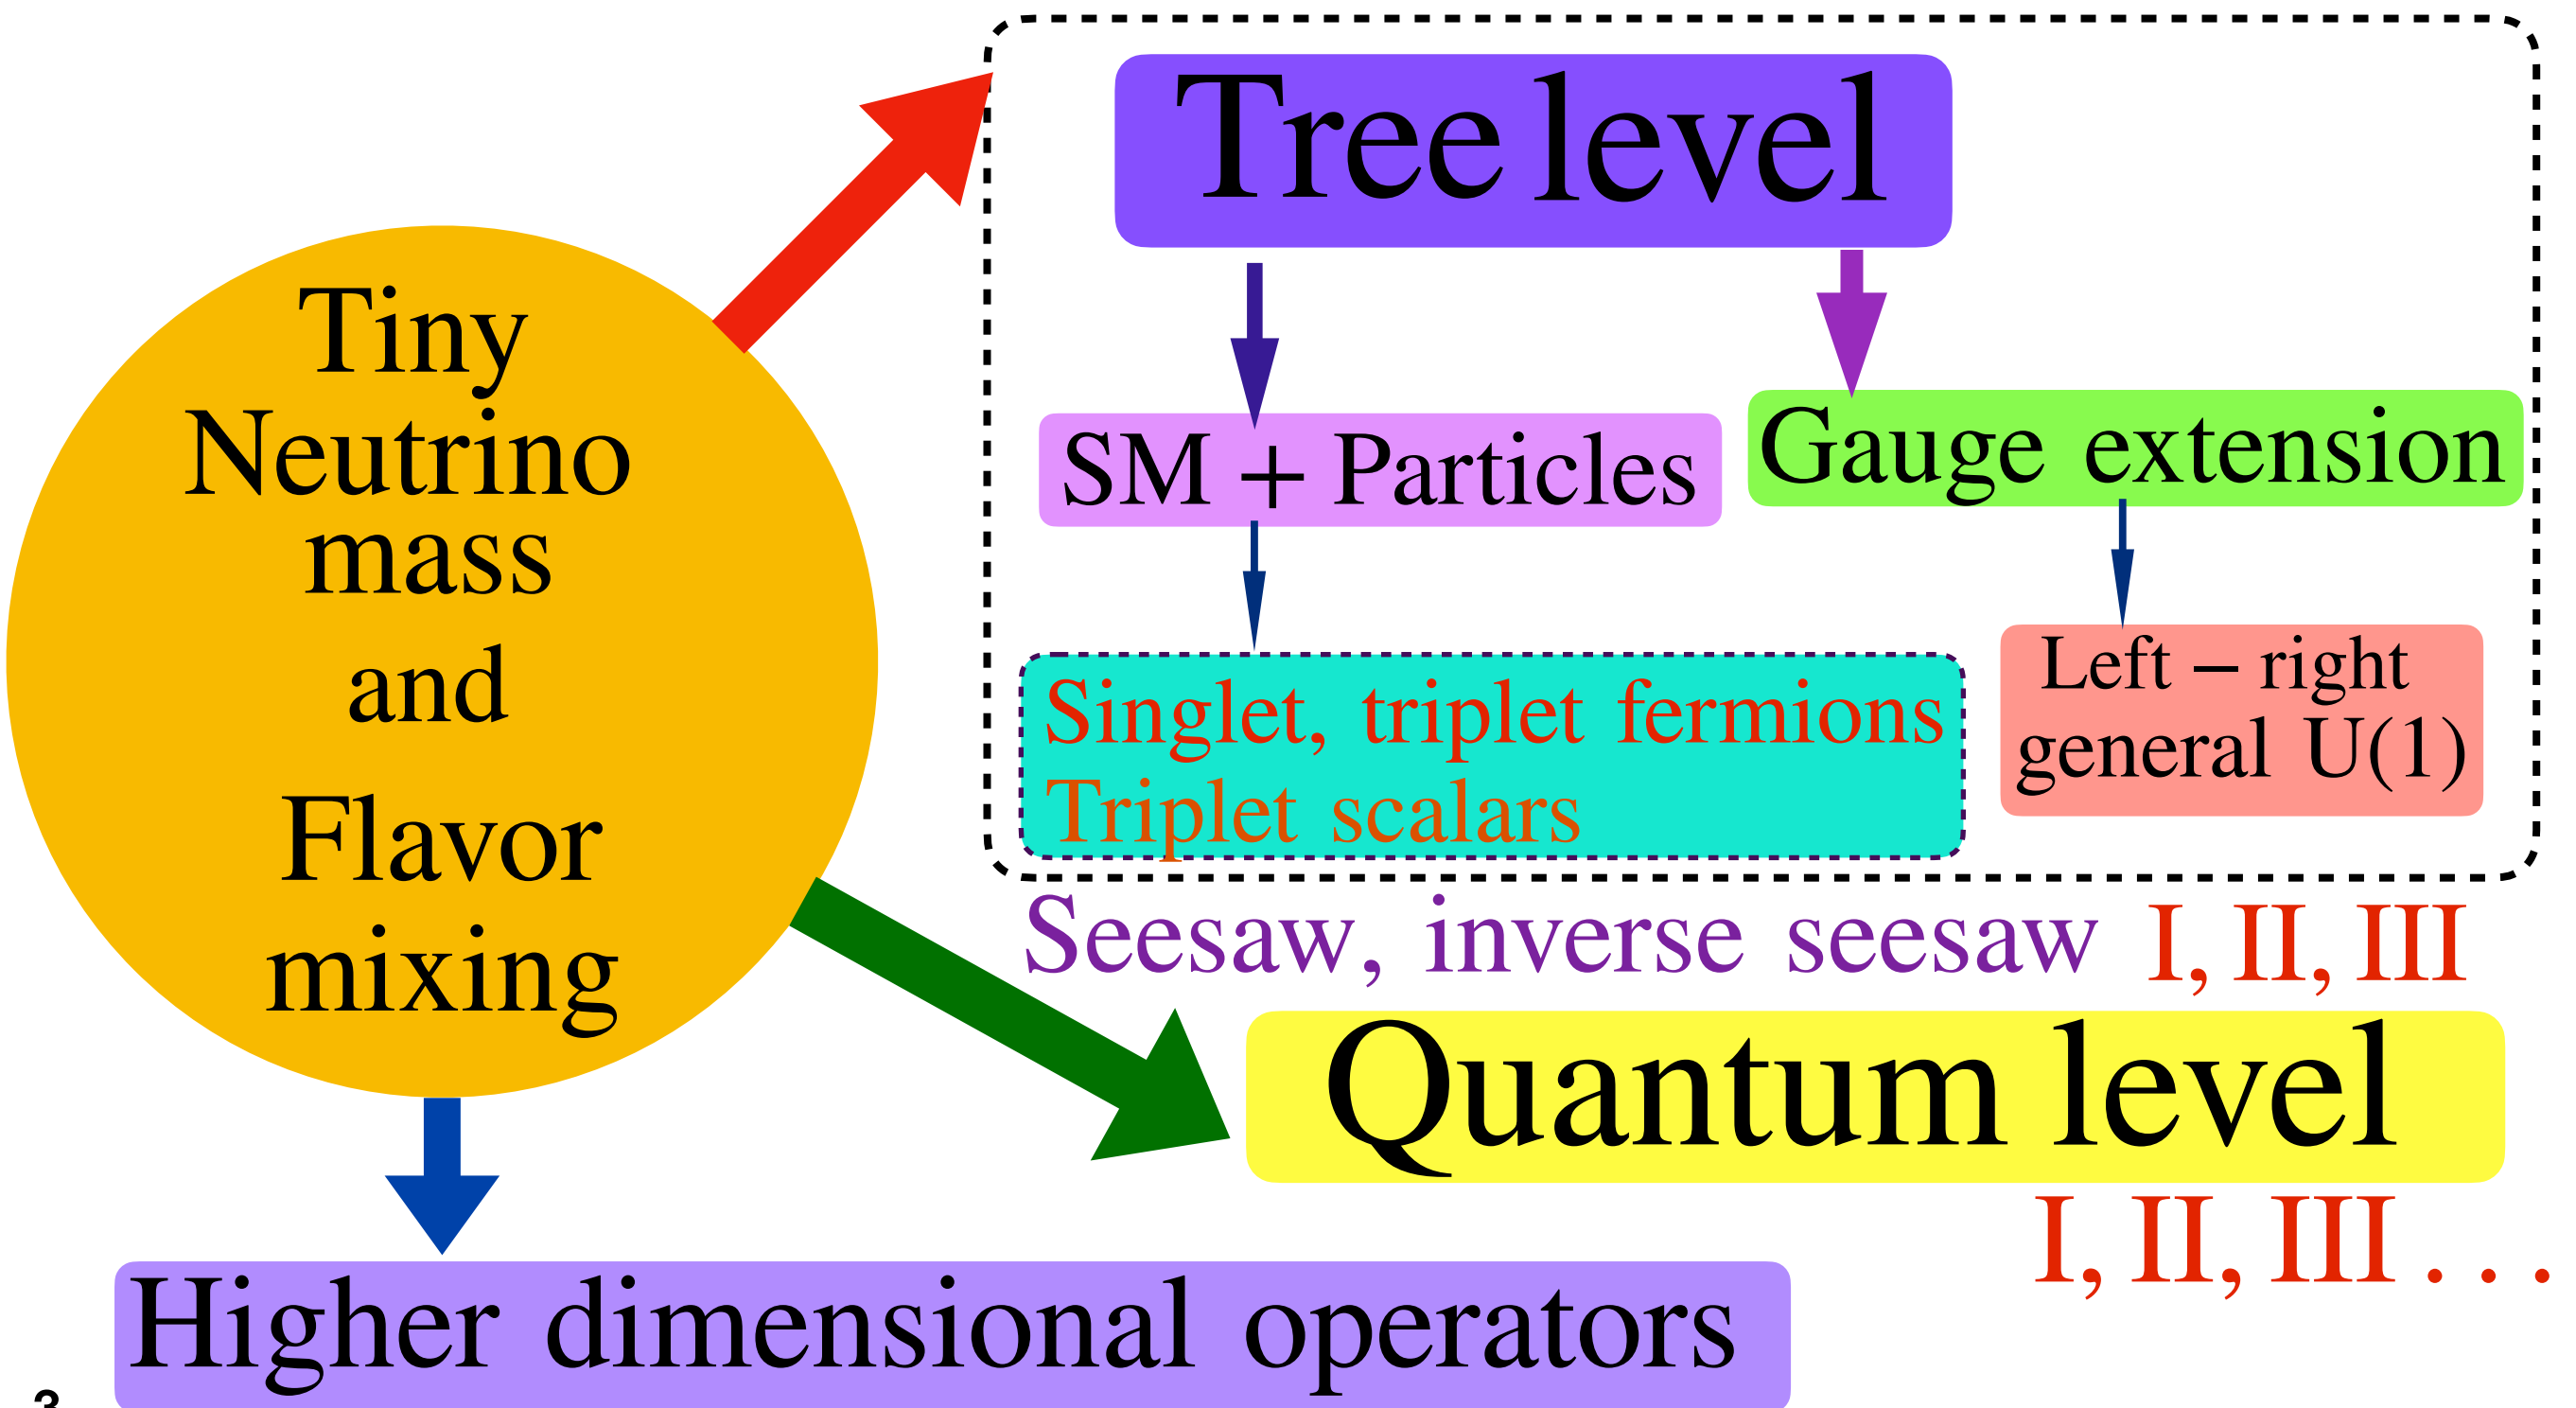 Tiny
Neutrino
mass
and
Flavor
mixing
Tree level
SM + Particles
Gauge extension
Singlet, triplet fermions
Triplet scalars
Left – right
general U(1)
Seesaw, inverse seesaw I, II, III
Quantum level
I, II, III . . .
Higher dimensional operators
3